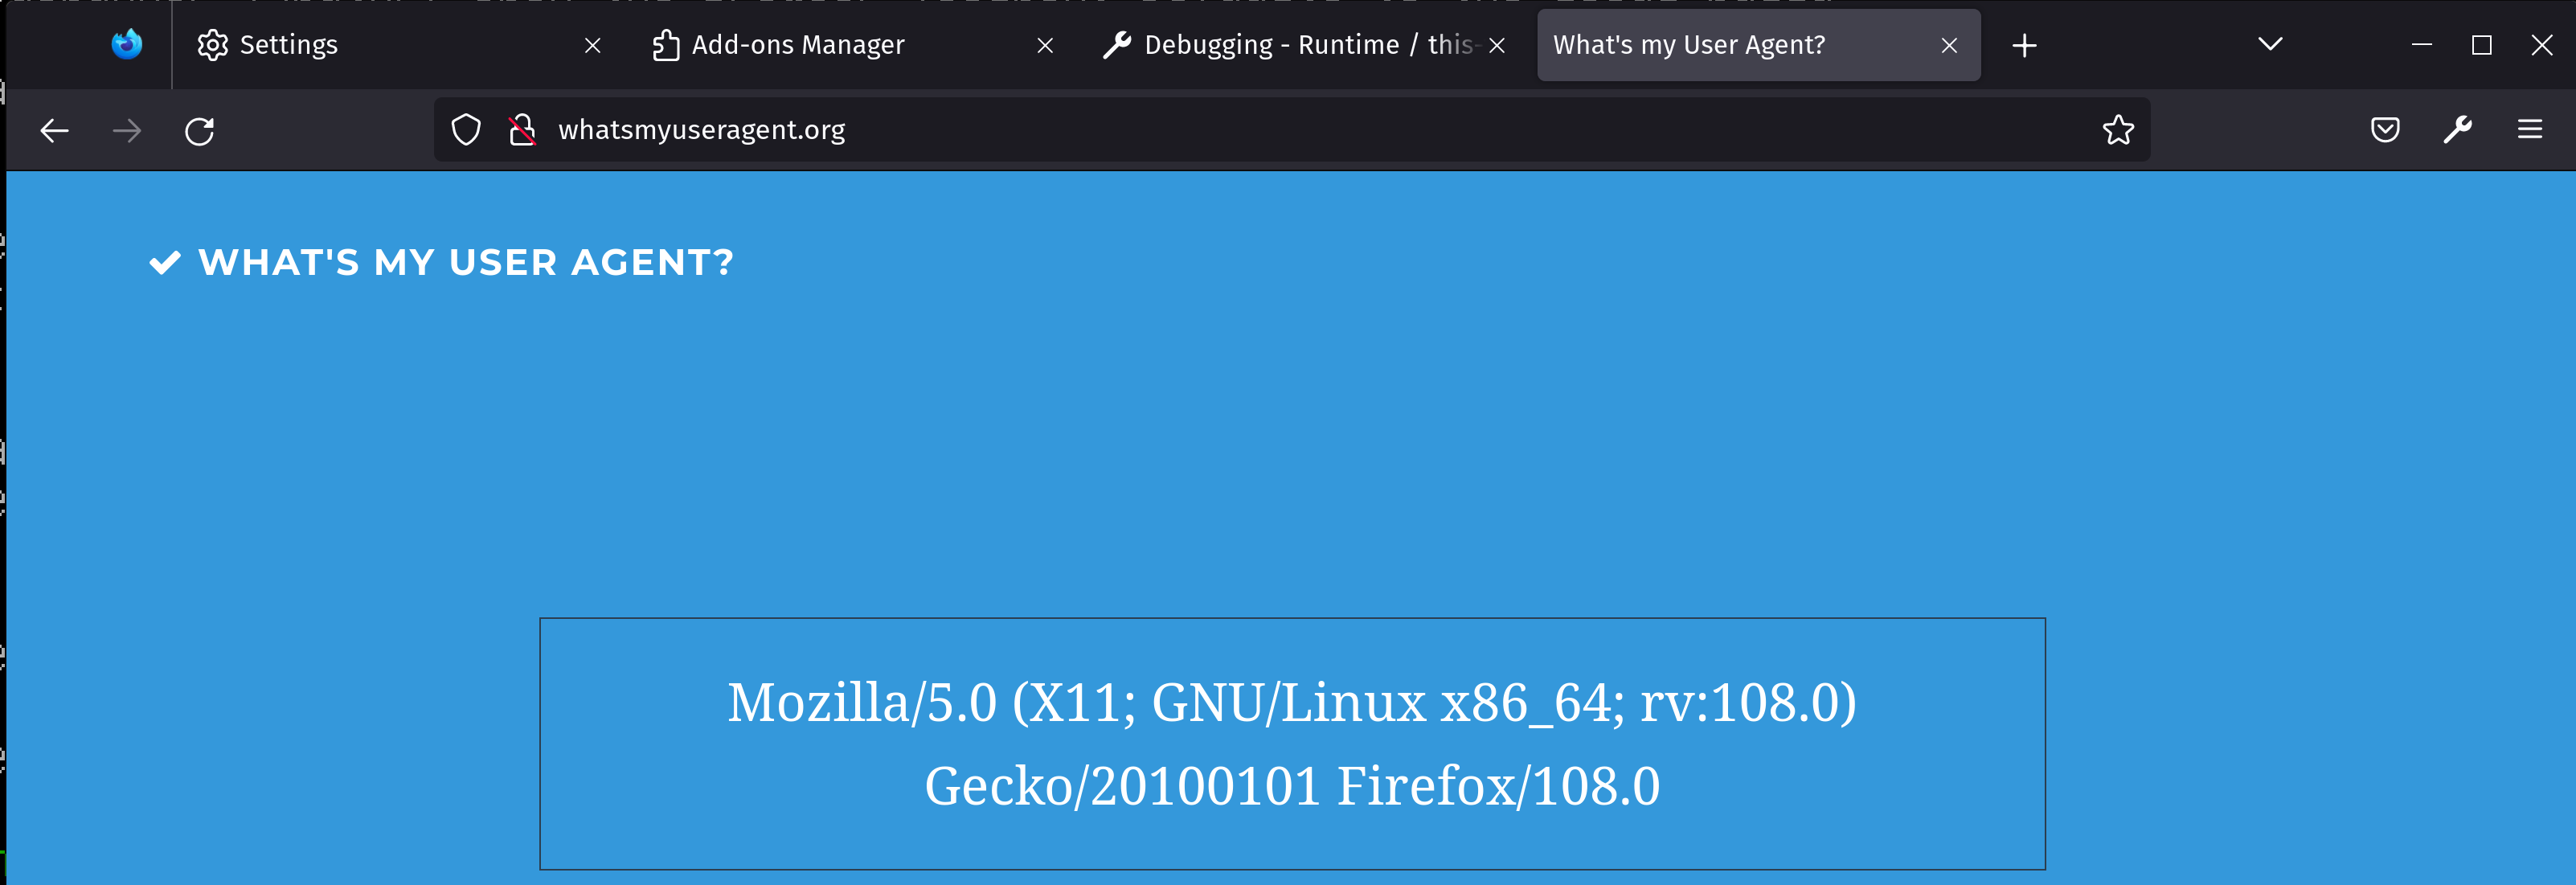 Settings
Add-ons Manager
Debugging - Runtime / this-
What's my User Agent?
whatsmyuseragent.org
WHAT'S MY USER AGENT?
Mozilla/5.0 (X11; GNU/Linux x86_64; rv:108.0)
Gecko/20100101 Firefox/108.0